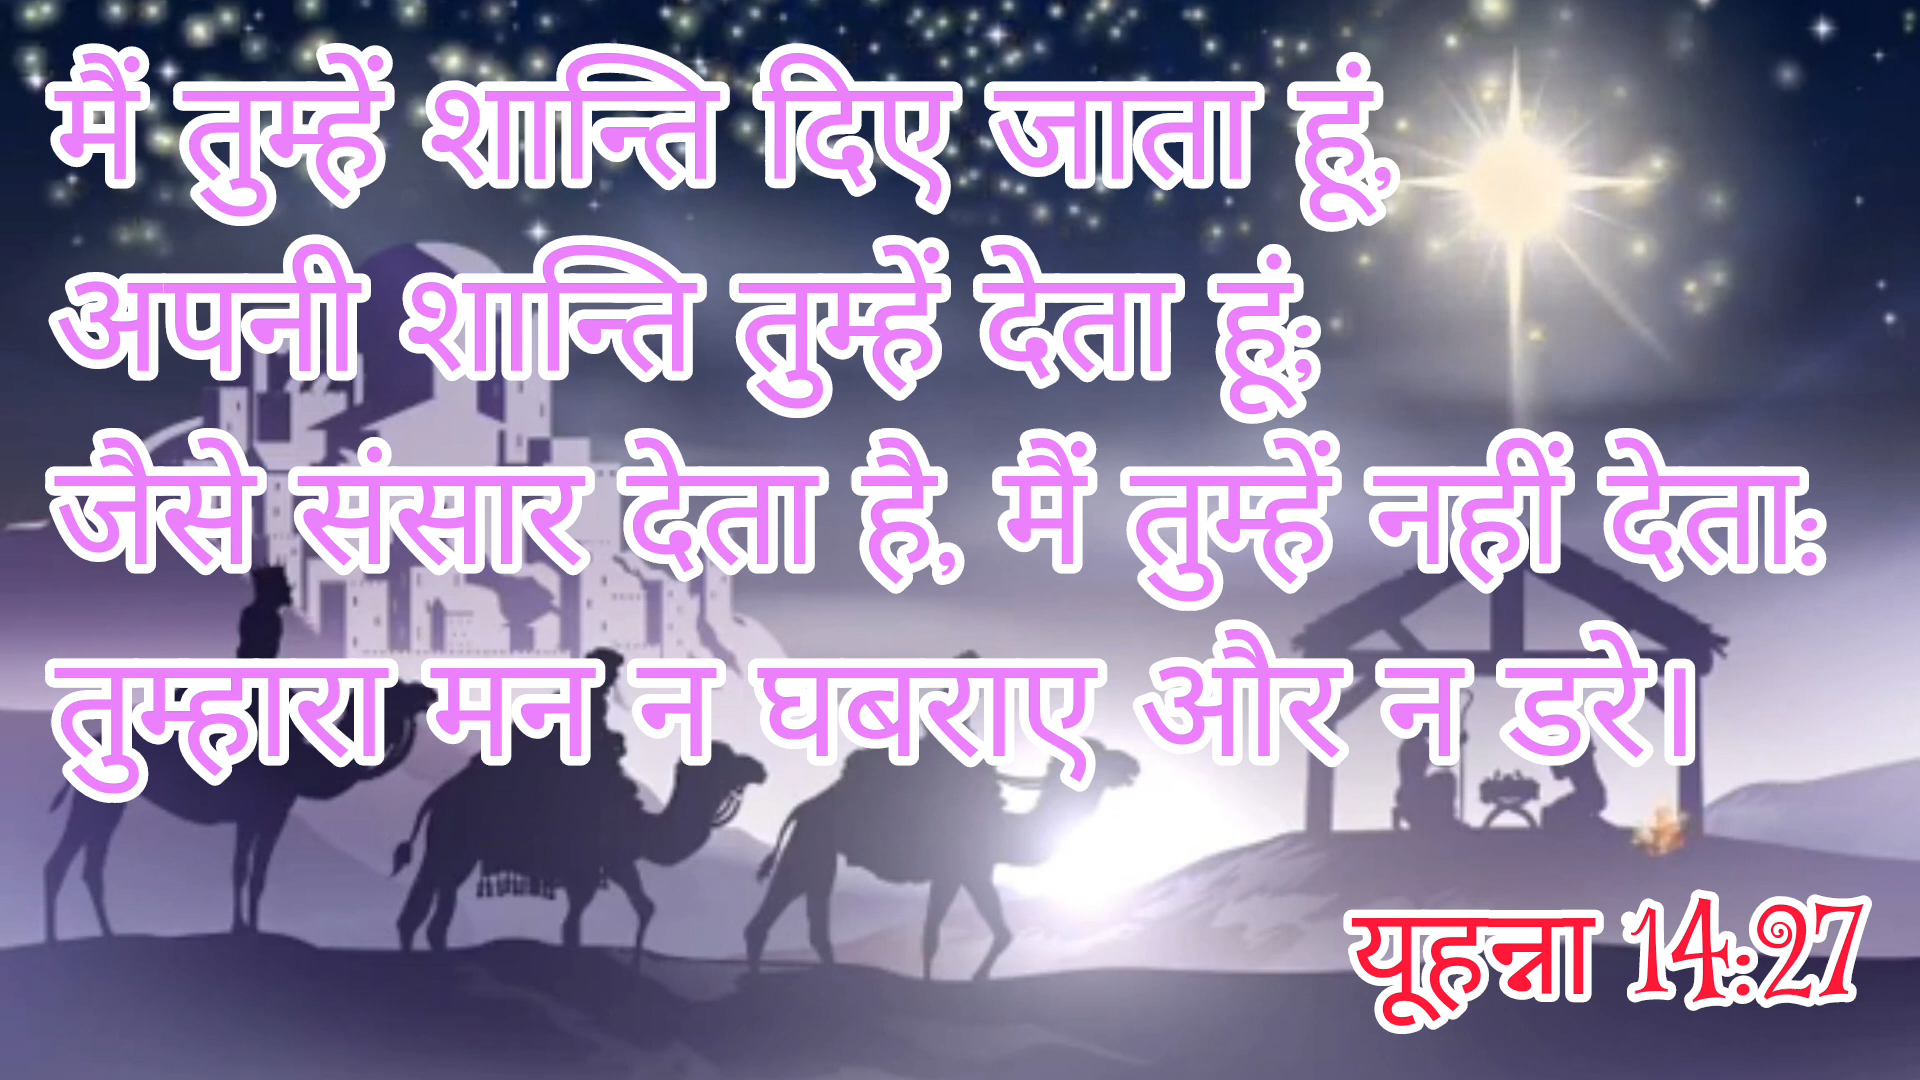 मैं तुम्हें शान्ति दिए जाता हूं,
अपनी शान्ति तुम्हें देता हूं;
जैसे संसार देता है, मैं तुम्हें नहीं देता:
तुम्हारा मन न घबराए और न डरे।
यूहन्ना 14:27